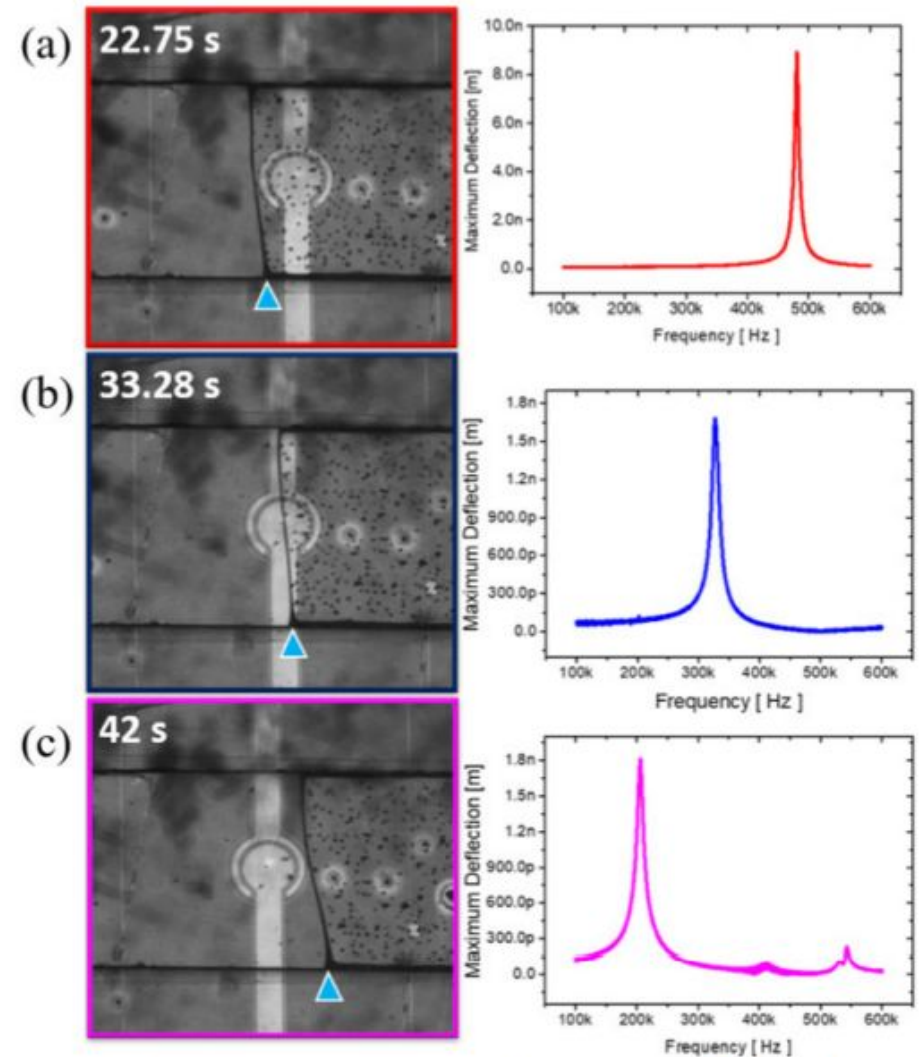 (a)
22.75 s
Maximum Deflection [m]
10.0n
8.0n
6.0n
4.0n
2.0n
0.0
100k 200k 300k 400k 500k 600k
Frequency [ Hz ]
(b)
33.28 s
Maximum Deflection [m]
1.8n
1.5n
1.2n
900.0p
600.0p
300.0p
0.0
100k 200k 300k 400k 500k 600k
Frequency [ Hz ]
(c)
42 s
Maximum Deflection [m]
1.8n
1.5n
1.2n
900.0p
600.0p
300.0p
0.0
100k 200k 300k 400k 500k 600k
Frequency [ Hz ]